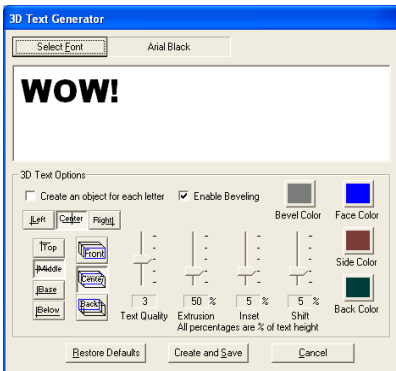 3D Text Generator
Select Font Arial Black
WOW!
3D Text Options
Create an object for each letter Enable Beveling
Bevel Color Face Color
Left Center Right
Top Front
Middle Center Side Color
Base
Below Back 3 50 % 5 % 5 %
Text Quality Extrusion Inset Shift Back Color
All percentages are % of text height
Restore Defaults Create and Save Cancel